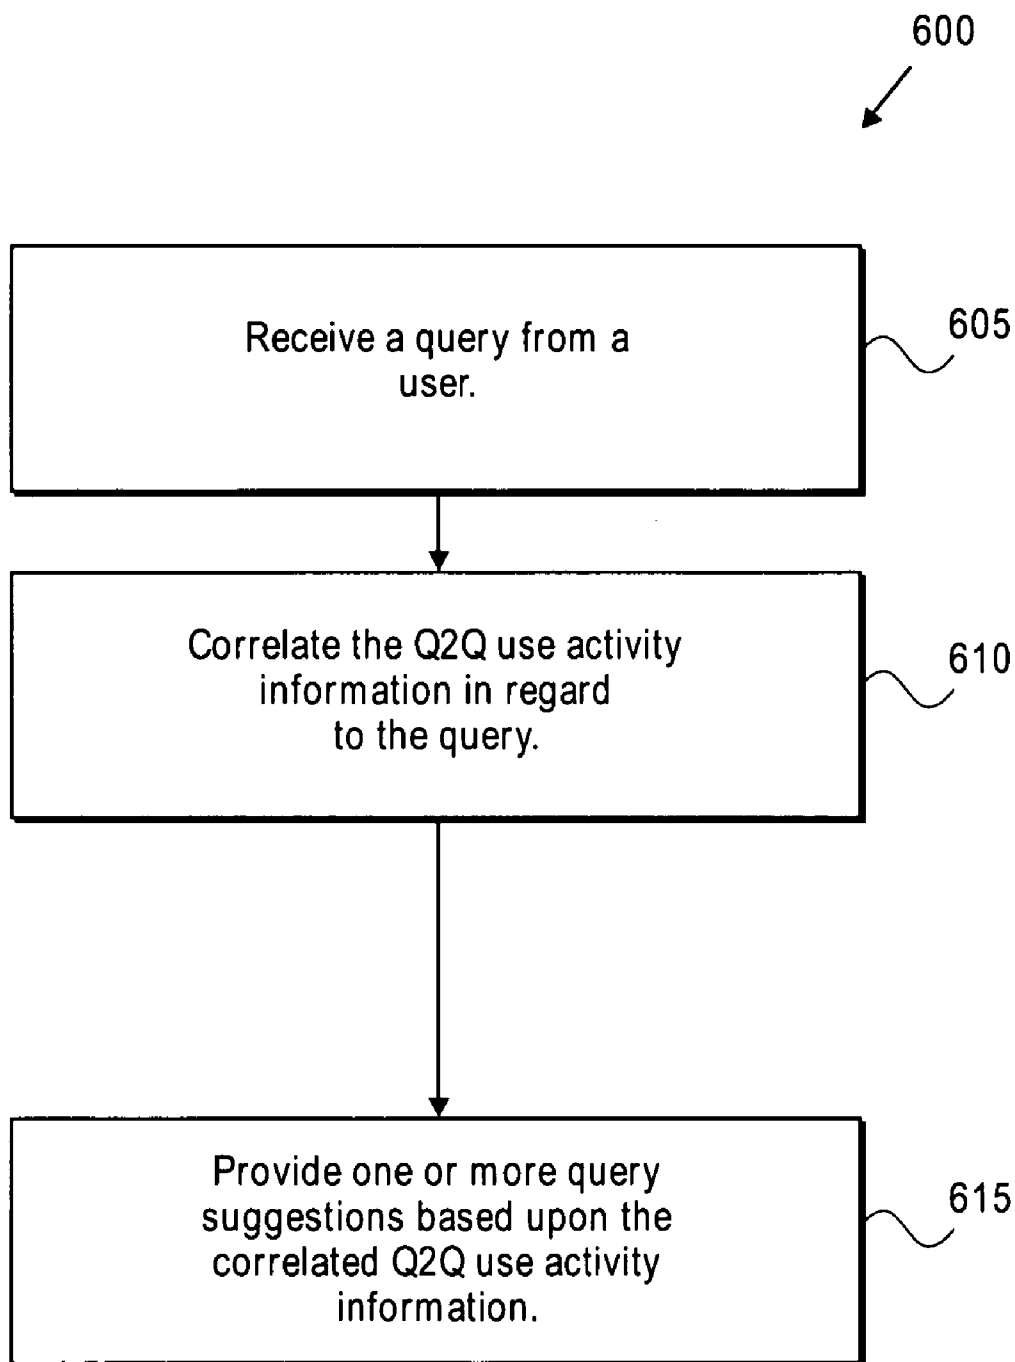 600
Receive a query from a
user.
605
Correlate the Q2Q use activity
information in regard
to the query.
610
Provide one or more query
suggestions based upon the
correlated Q2Q use activity
information.
615